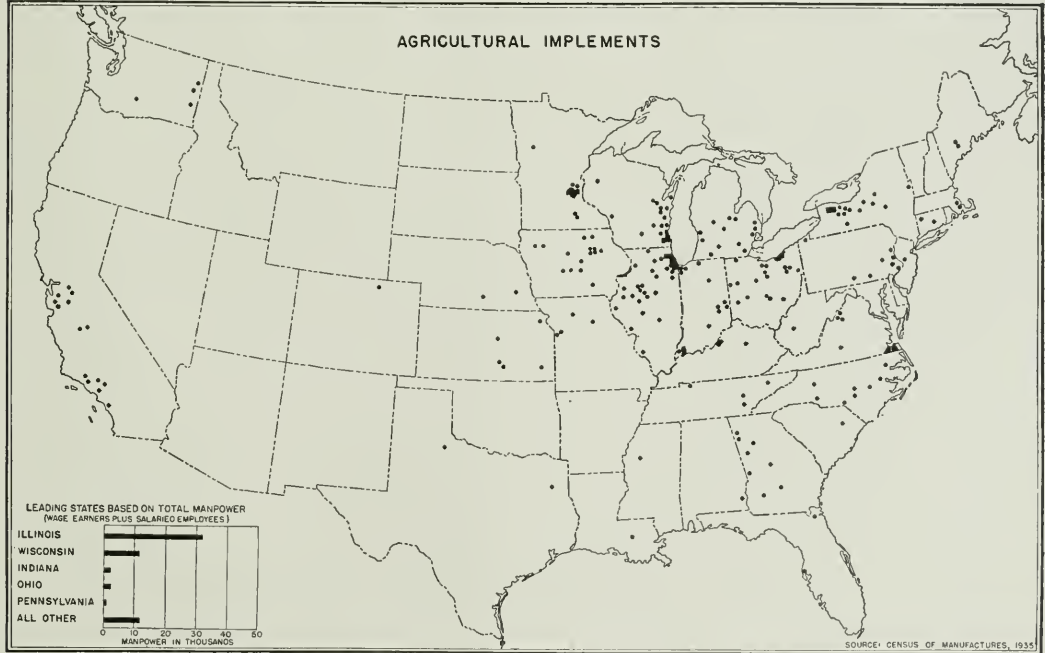 AGRICULTURAL IMPLEMENTS
LEADING STATES BASED ON TOTAL MANPOWER
(WAGE EARNERS PLUS SALARIED EMPLOYEES)
ILLINOIS
WISCONSIN
INDIANA
OHIO
PENNSYLVANIA
ALL OTHER
0 10 20 30 40 50
MANPOWER IN THOUSANDS
SOURCE: CENSUS OF MANUFACTURES, 1935